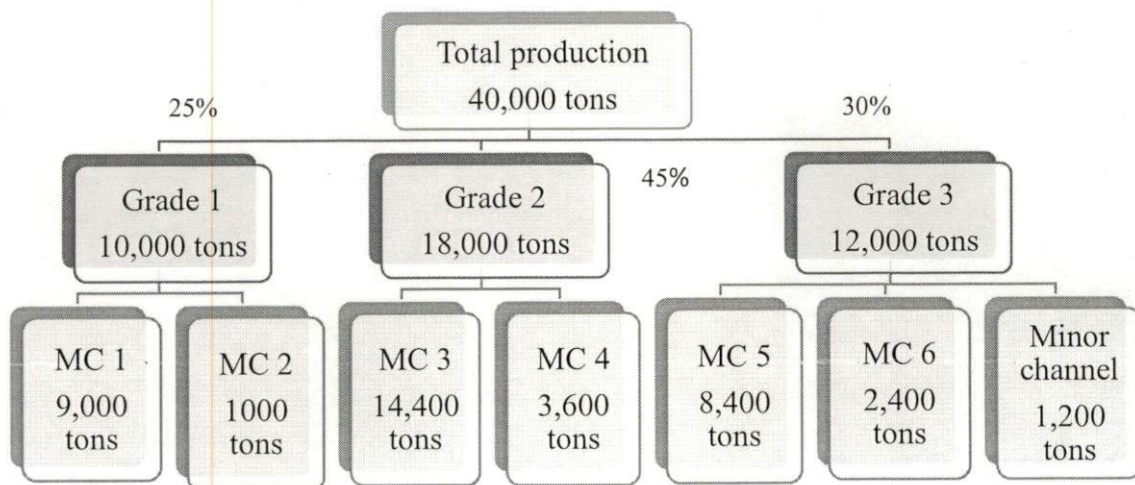 Total production
40,000 tons
25%
30%
45%
Grade 1
10,000 tons
Grade 2
18,000 tons
Grade 3
12,000 tons
MC 1
9,000
tons
MC 2
1000
tons
MC 3
14,400
tons
MC 4
3,600
tons
MC 5
8,400
tons
MC 6
2,400
tons
Minor
channel
1,200
tons